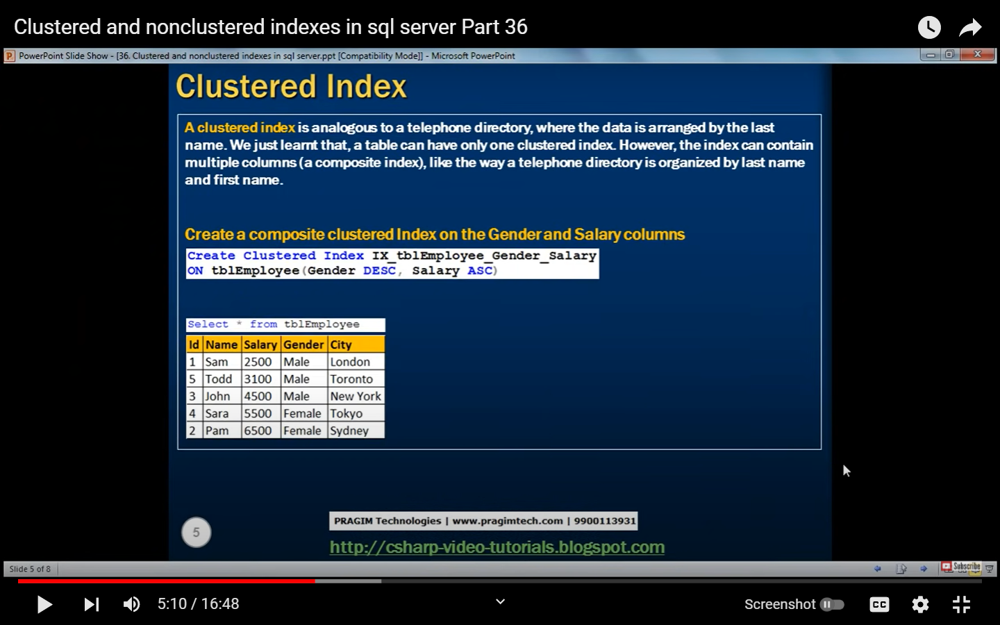 Clustered and nonclustered indexes in sql server Part 36
PowerPoint Slide Show - [36. Clustered and nonclustered indexes in sql server.ppt [Compatibility Mode]] - Microsoft PowerPoint
Clustered Index
A clustered index is analogous to a telephone directory, where the data is arranged by the last
name. We just learnt that, a table can have only one clustered index. However, the index can contain
multiple columns (a composite index), like the way a telephone directory is organized by last name
and first name.
Create a composite clustered Index on the Gender and Salary columns
Create Clustered Index IX_tblEmployee_Gender_Salary
ON tblEmployee(Gender DESC, Salary ASC)
Select * from tblEmployee
Id Name Salary Gender City
1 Sam 2500 Male London
5 Todd 3100 Male Toronto
3 John 4500 Male New York
4 Sara 5500 Female Tokyo
2 Pam 6500 Female Sydney
PRAGIM Technologies | www.pragimtech.com | 9900113931
5
http://csharp-video-tutorials.blogspot.com
Slide 5 of 8
Subscribe
5:10 / 16:48
Screenshot
CC